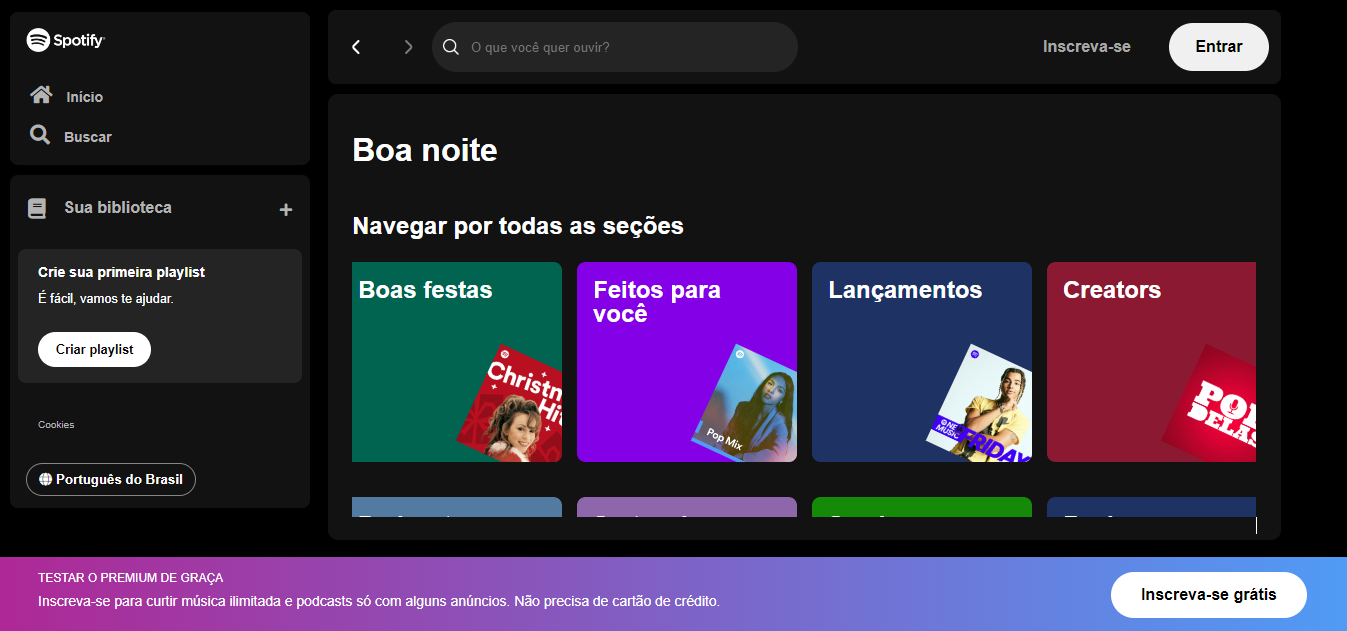 Spotify
Início
Buscar
Sua biblioteca
Crie sua primeira playlist
É fácil, vamos te ajudar.
Criar playlist
Cookies
Português do Brasil
O que você quer ouvir?
Inscreva-se
Entrar
Boa noite
Navegar por todas as seções
Boas festas
Christm
Hit
Feitos para
você
Pop Mix
Lançamentos
MUSIC
FRIDAY
Creators
DELAS
TESTAR O PREMIUM DE GRAÇA
Inscreva-se para curtir música ilimitada e podcasts só com alguns anúncios. Não precisa de cartão de crédito.
Inscreva-se grátis